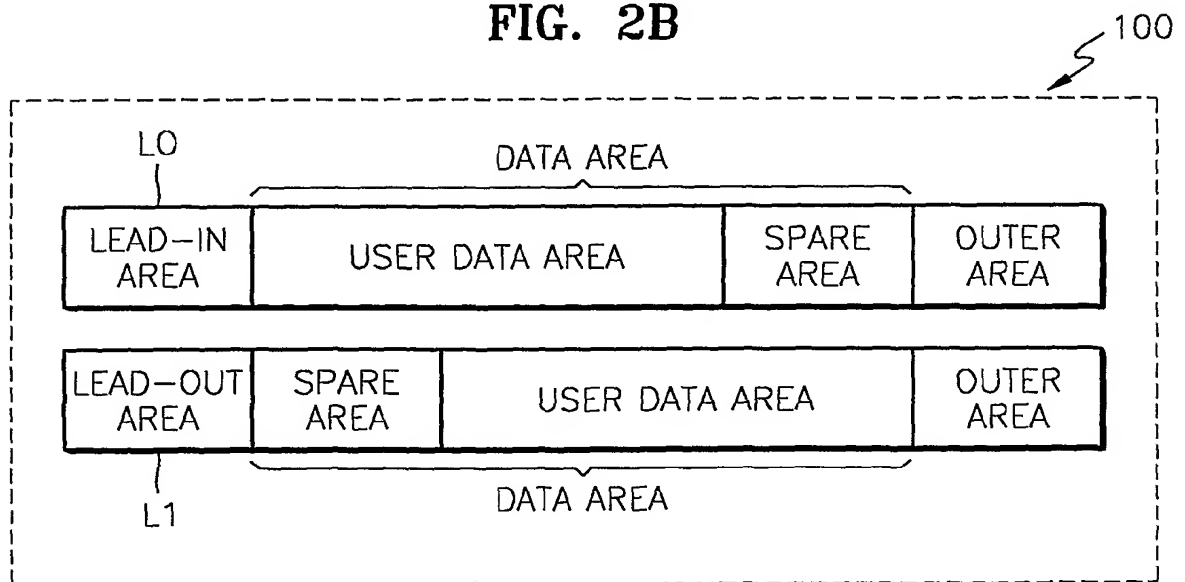 FIG. 2B
100
L0
DATA AREA
LEAD-IN
AREA
USER DATA AREA
SPARE
AREA
OUTER
AREA
LEAD-OUT
AREA
SPARE
AREA
USER DATA AREA
OUTER
AREA
L1
DATA AREA